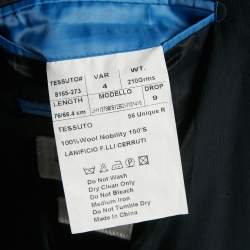 TESSUTO# VAR WT.
8165-273 4 210Grms
LENGTH MODELLO DROP
76/66.4 cm 9
TESSUTO 56 Unique R
100%Wool Nobility 150'S
LANIFICIO F.LLI CERRUTI
Do Not Wash
Dry Clean Only
Do Not Bleach
Medium Iron
Do Not Tumble Dry
Made in China